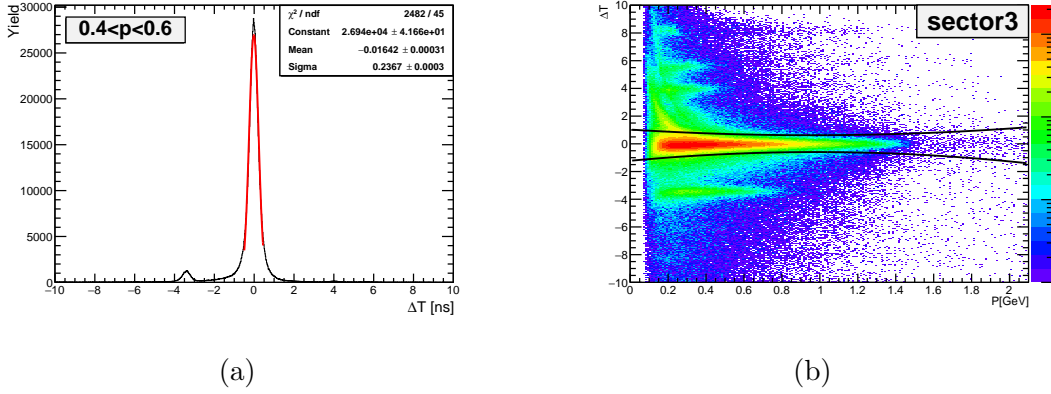 Yield
30000
25000
20000
15000
10000
5000
0
−10 −8 −6 −4 −2 0 2 4 6 8 10
ΔT [ns]
0.4<p<0.6
χ² / ndf 2482 / 45
Constant 2.694e+04 ± 4.166e+01
Mean −0.01642 ± 0.00031
Sigma 0.2367 ± 0.0003
ΔT
10
8
6
4
2
0
−2
−4
−6
−8
−10
0 0.2 0.4 0.6 0.8 1 1.2 1.4 1.6 1.8 2
P[GeV]
sector3
(a) (b)